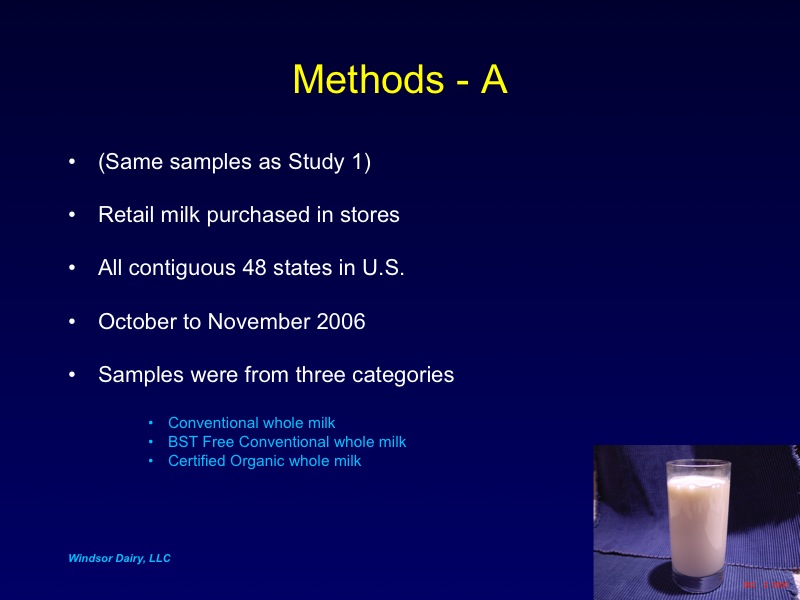 Methods - A
• (Same samples as Study 1)
• Retail milk purchased in stores
• All contiguous 48 states in U.S.
• October to November 2006
• Samples were from three categories
• Conventional whole milk
• BST Free Conventional whole milk
• Certified Organic whole milk
Windsor Dairy, LLC